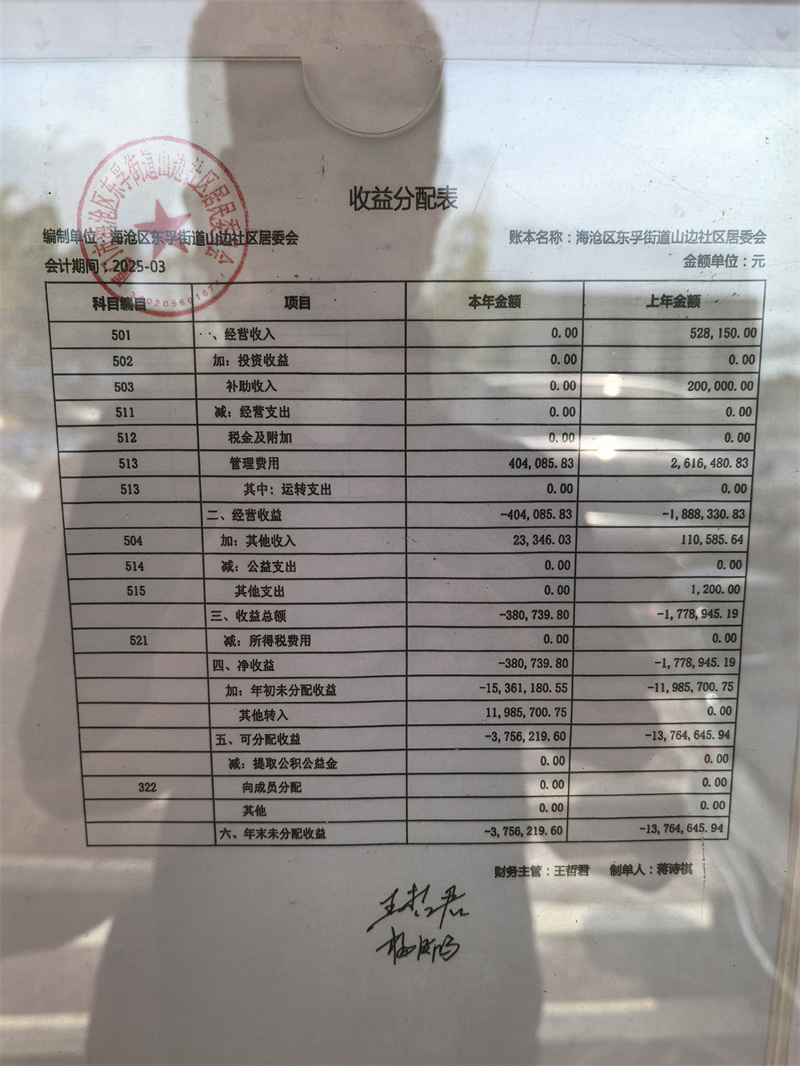 收益分配表
编制单位：海沧区东孚街道山边社区居委会 账本名称：海沧区东孚街道山边社区居委会
会计期间：2025-03 金额单位：元
科目编目 项目 本年金额 上年金额
501 一、经营收入 0.00 528,150.00
502 加：投资收益 0.00 0.00
503 补助收入 0.00 200,000.00
511 减：经营支出 0.00 0.00
512 税金及附加 0.00 0.00
513 管理费用 404,085.83 2,616,480.83
513 其中：运转支出 0.00 0.00
二、经营收益 -404,085.83 -1,888,330.83
504 加：其他收入 23,346.03 110,585.64
514 减：公益支出 0.00 0.00
515 其他支出 0.00 1,200.00
三、收益总额 -380,739.80 -1,778,945.19
521 减：所得税费用 0.00 0.00
四、净收益 -380,739.80 -1,778,945.19
加：年初未分配收益 -15,361,180.55 -11,985,700.75
其他转入 11,985,700.75 0.00
五、可分配收益 -3,756,219.60 -13,764,645.94
减：提取公积公益金 0.00 0.00
322 向成员分配 0.00 0.00
其他 0.00 0.00
六、年末未分配收益 -3,756,219.60 -13,764,645.94
财务主管：王哲君 制单人：蒋诗祺
王哲君